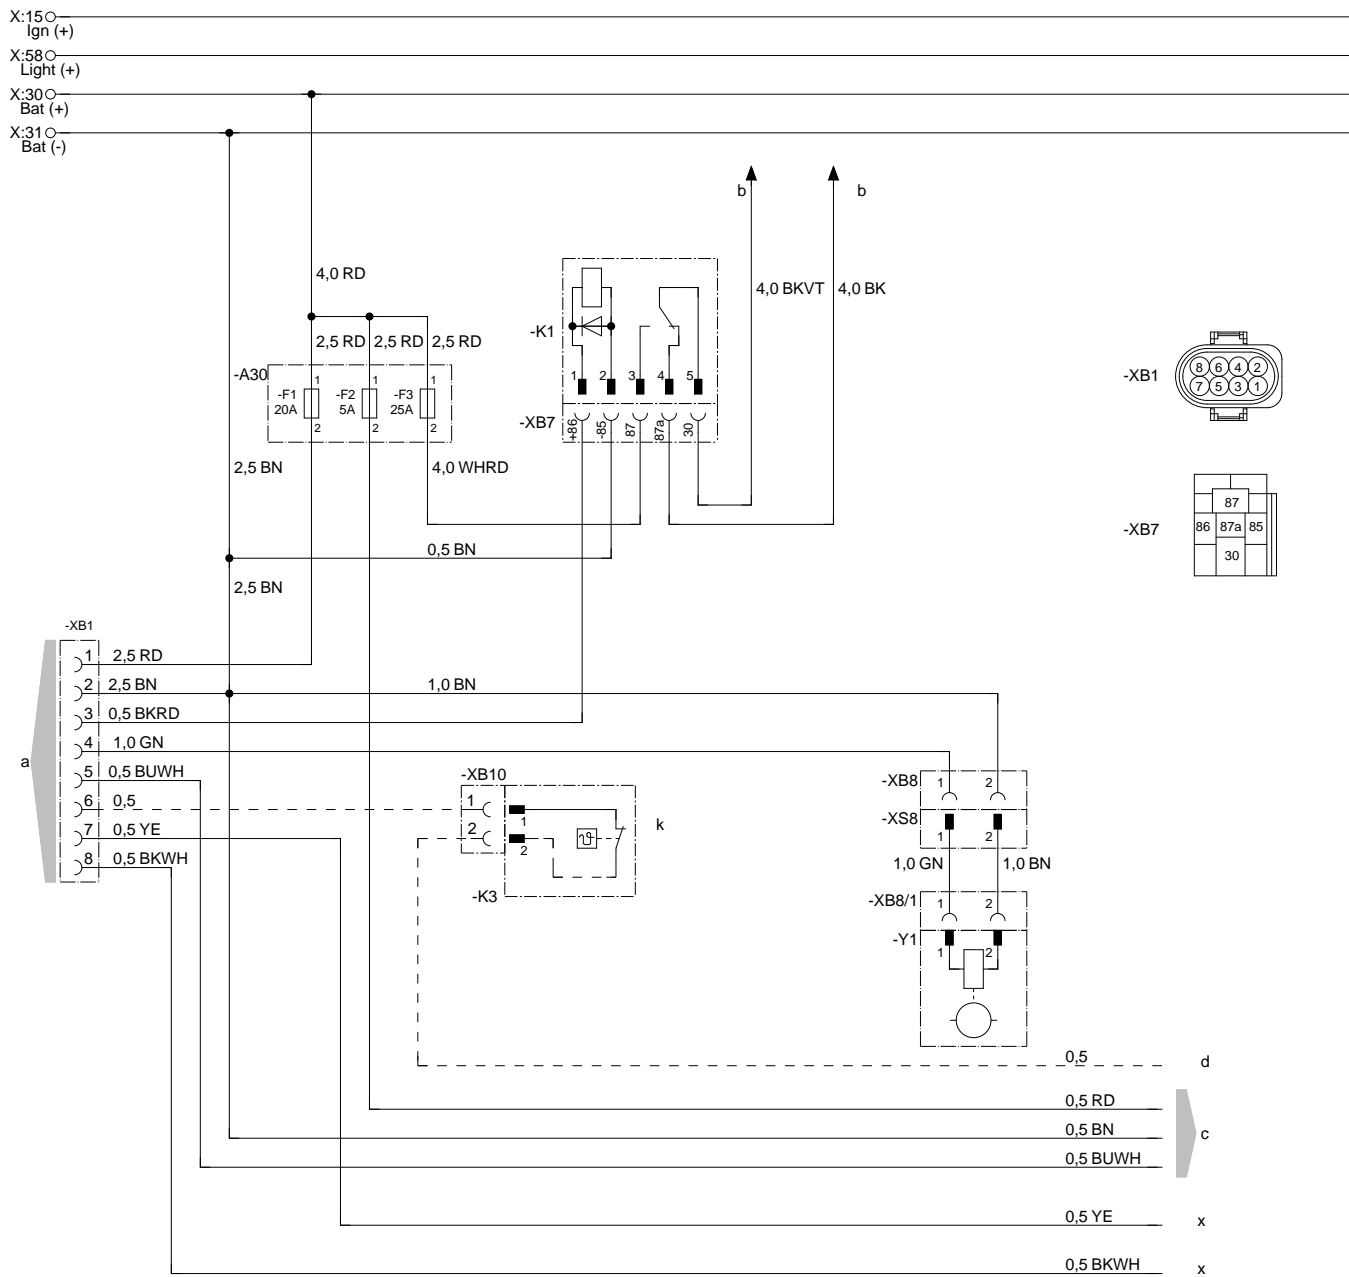 X:15
Ign (+)
X:58
Light (+)
X:30
Bat (+)
X:31
Bat (-)
b
b
4,0 RD
4,0 BKVT
4,0 BK
-K1
2,5 RD
2,5 RD
2,5 RD
-A30
1
1
1
-F1
20A
-F2
5A
-F3
25A
2
2
2
1
2
3
4
5
-XB7
+86
-85
87
87a
30
-XB1
8
6
4
2
7
5
3
1
2,5 BN
4,0 WHRD
-XB7
87
86
87a
85
30
0,5 BN
2,5 BN
-XB1
a
1
2,5 RD
2
2,5 BN
1,0 BN
3
0,5 BKRD
4
1,0 GN
5
0,5 BUWH
6
0,5
7
0,5 YE
8
0,5 BKWH
-XB10
1
2
1
2
k
-K3
-XB8
1
2
-XS8
1
2
1,0 GN
1,0 BN
-XB8/1
1
2
-Y1
1
2
0,5
d
0,5 RD
0,5 BN
c
0,5 BUWH
0,5 YE
x
0,5 BKWH
x